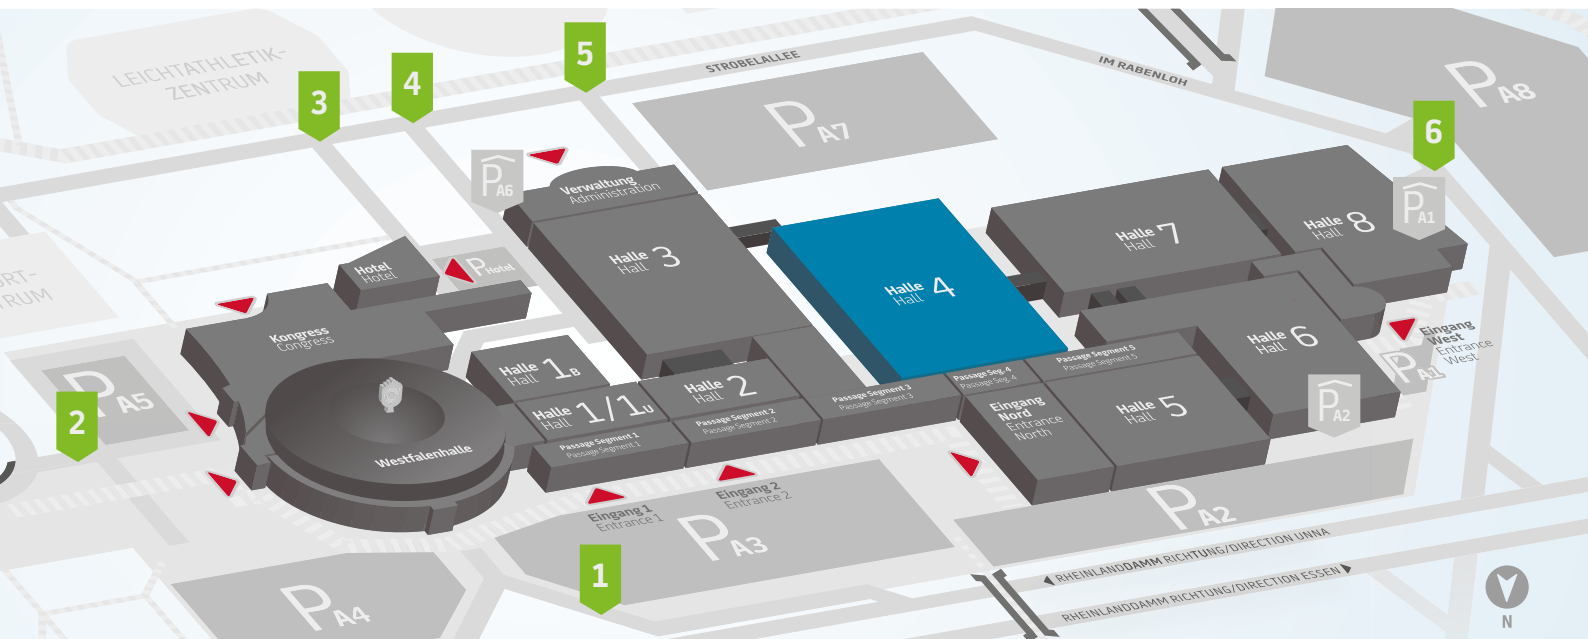 LEICHTATHLETIK-
ZENTRUM
3
4
5
STROBELALLEE
IM RABENLOH
P A7
P A8
6
P A6
Verwaltung
Administration
P A1
Halle
Hall 3
Halle
Hall 4
Halle
Hall 7
Halle
Hall 8
Hotel
Hotel
P Hotel
RT-
RUM
Kongress
Congress
Halle
Hall 1B
Halle
Hall 1/1U
Halle
Hall 2
Halle
Hall 6
Eingang
West
Entrance
West
P A1
Passage Segment 5
Passage Segment 5
Passage Seg. 4
Passage Seg. 4
Passage Segment 3
Passage Segment 3
Passage Segment 2
Passage Segment 2
Passage Segment 1
Passage Segment 1
Eingang
Nord
Entrance
North
Halle
Hall 5
P A2
P A5
2
Westfalenhalle
Eingang 1
Entrance 1
Eingang 2
Entrance 2
P A3
P A2
1
P A4
RHEINLANDDAMM RICHTUNG/DIRECTION UNNA
RHEINLANDDAMM RICHTUNG/DIRECTION ESSEN
N